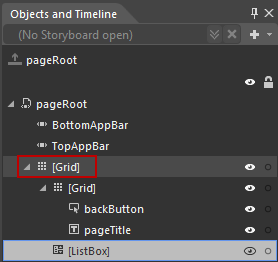 Objects and Timeline
(No Storyboard open)
pageRoot
pageRoot
BottomAppBar
TopAppBar
[Grid]
[Grid]
backButton
pageTitle
[ListBox]